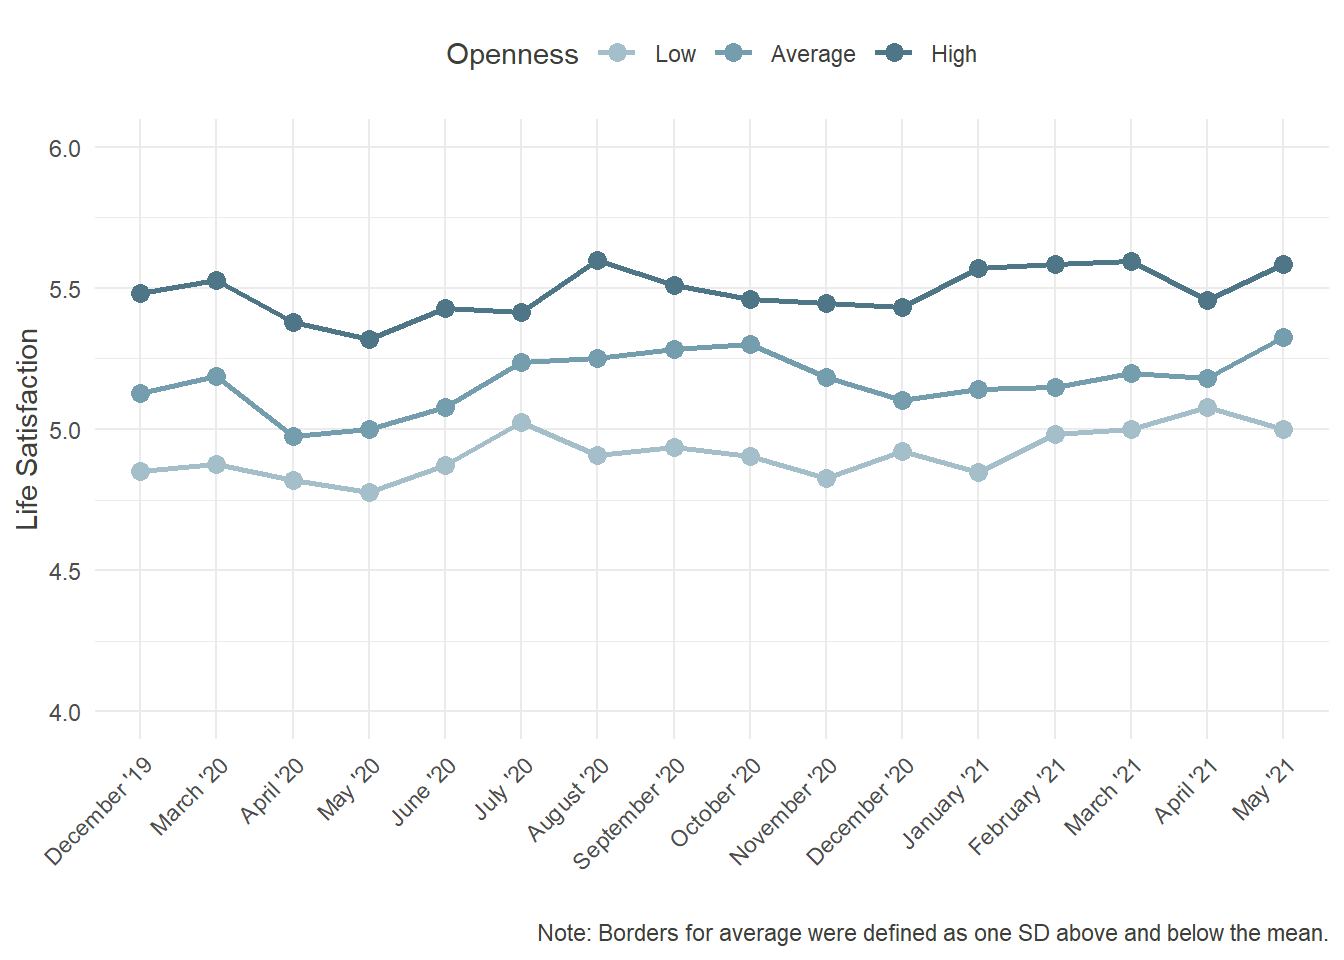 Openness Low Average High
6.0
5.5
5.0
4.5
4.0
Life Satisfaction
December '19
March '20
April '20
May '20
June '20
July '20
August '20
September '20
October '20
November '20
December '20
January '21
February '21
March '21
April '21
May '21
Note: Borders for average were defined as one SD above and below the mean.